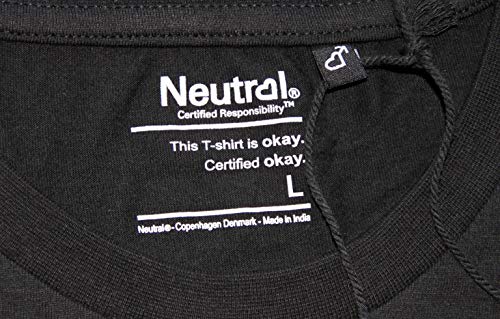 Neutral®
Certified Responsibility™
This T-shirt is okay.
Certified okay.
L
Neutral®-Copenhagen Denmark - Made in India